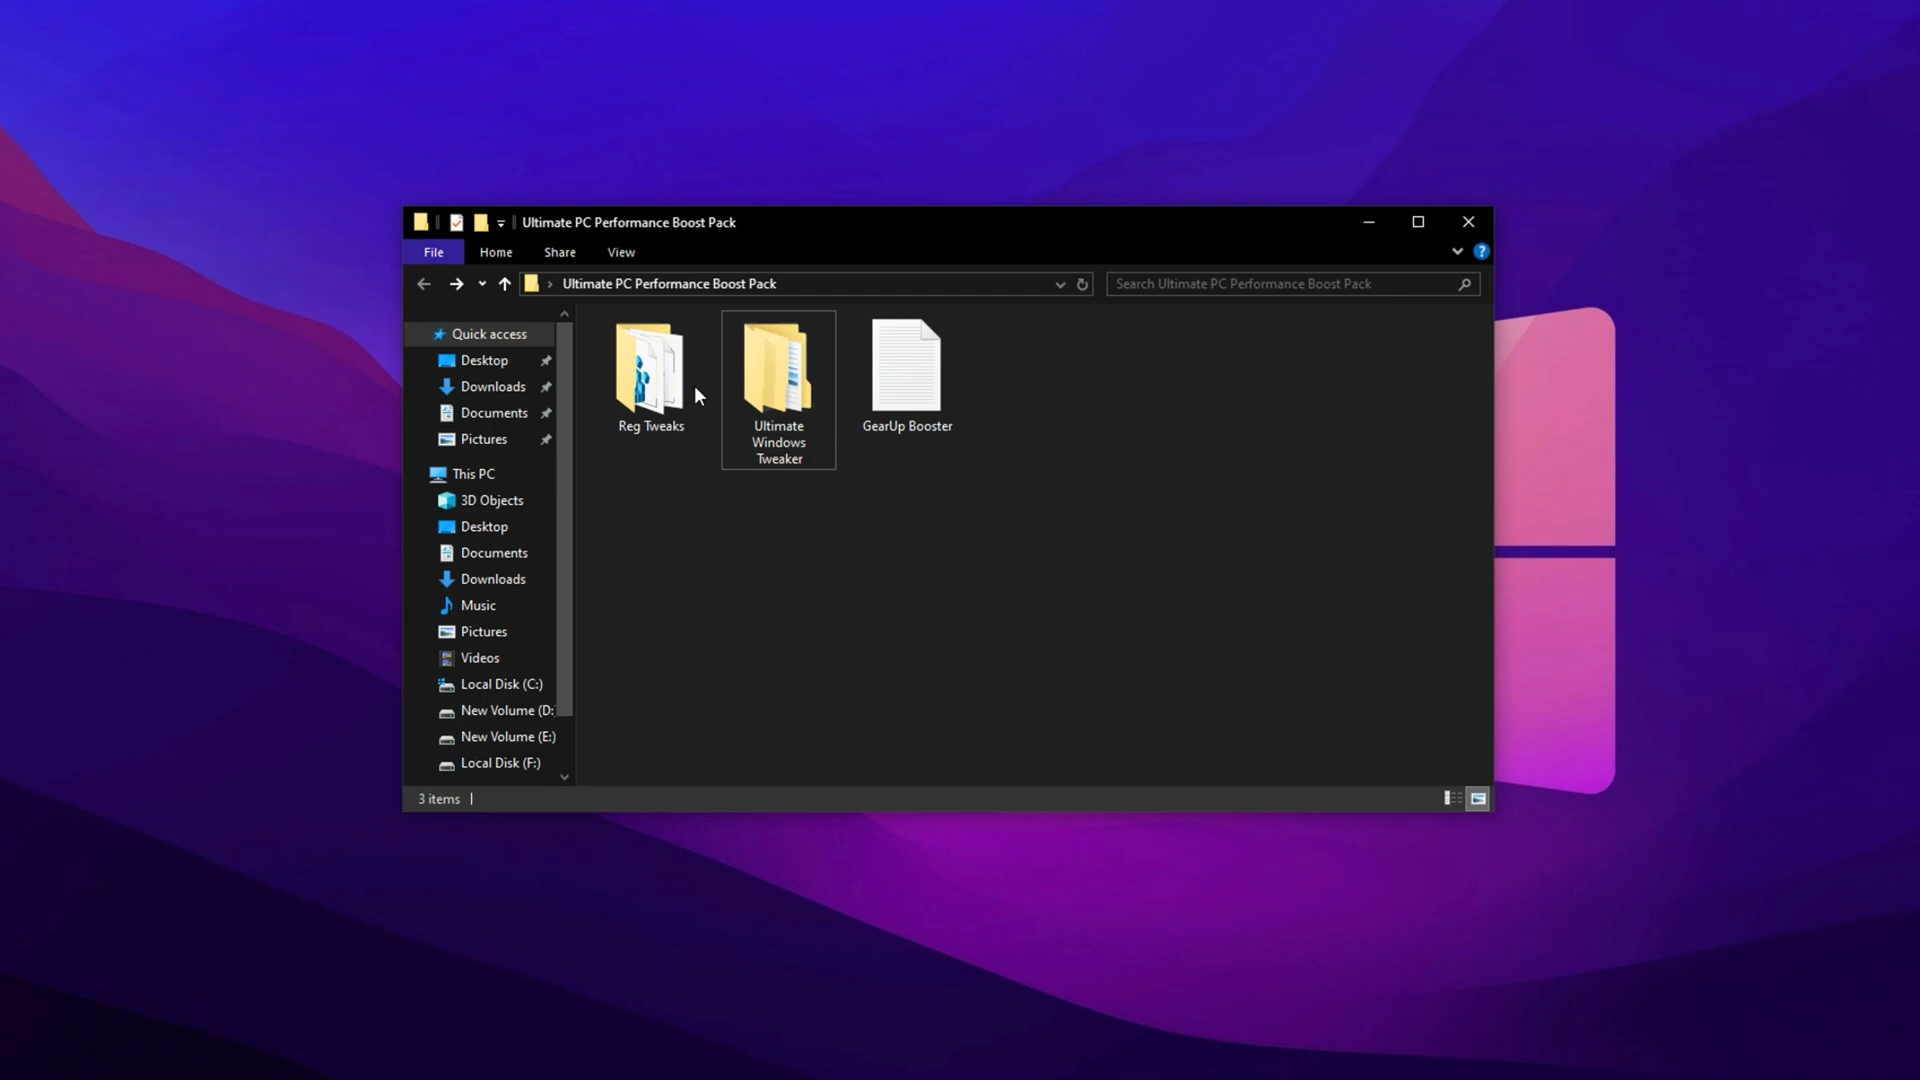 Ultimate PC Performance Boost Pack
File Home Share View
?
Ultimate PC Performance Boost Pack
Search Ultimate PC Performance Boost Pack
Quick access
Desktop
Downloads
Documents
Pictures
This PC
3D Objects
Desktop
Documents
Downloads
Music
Pictures
Videos
Local Disk (C:)
New Volume (D:)
New Volume (E:)
Local Disk (F:)
Reg Tweaks
Ultimate
Windows
Tweaker
GearUp Booster
3 items